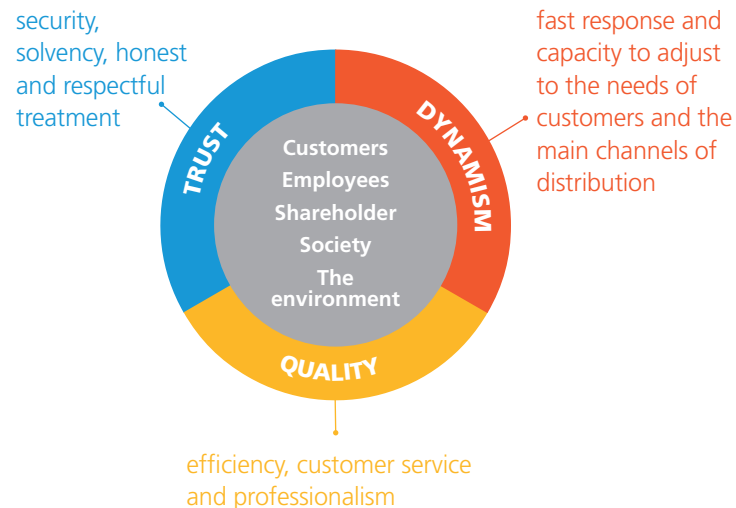 security,
solvency, honest
and respectful
treatment
fast response and
capacity to adjust
to the needs of
customers and the
main channels of
distribution
TRUST
DYNAMISM
Customers
Employees
Shareholder
Society
The
environment
QUALITY
efficiency, customer service
and professionalism